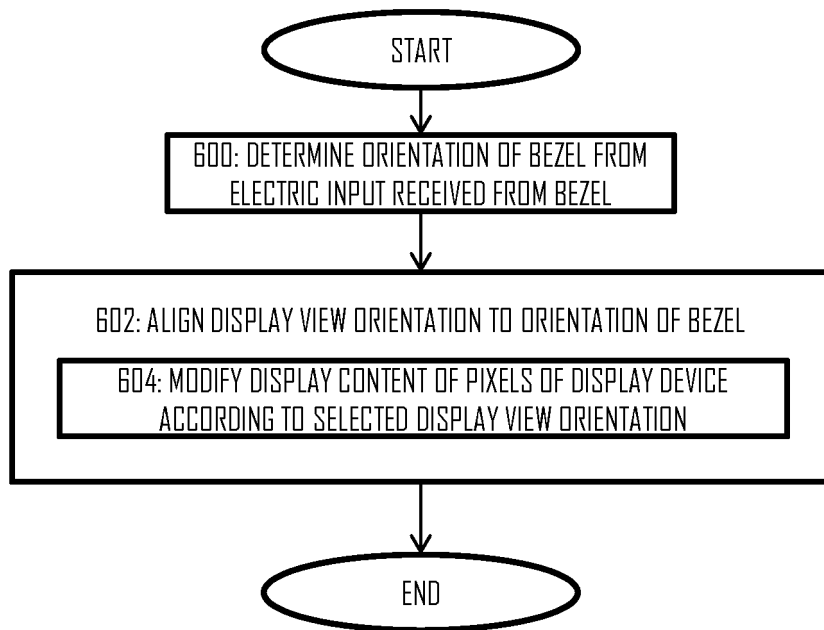 START
600: DETERMINE ORIENTATION OF BEZEL FROM
ELECTRIC INPUT RECEIVED FROM BEZEL
602: ALIGN DISPLAY VIEW ORIENTATION TO ORIENTATION OF BEZEL
604: MODIFY DISPLAY CONTENT OF PIXELS OF DISPLAY DEVICE
ACCORDING TO SELECTED DISPLAY VIEW ORIENTATION
END